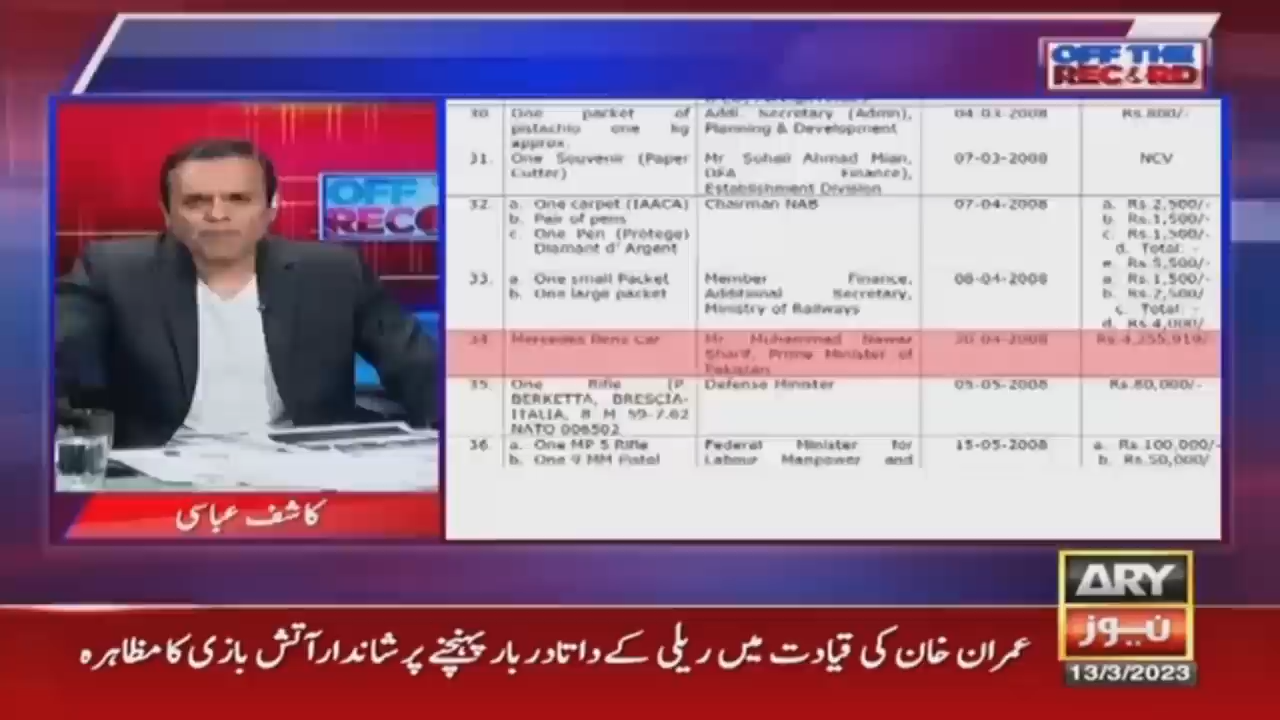 OFF THE
RECORD
OFF THE
REC
30. One packet of pistachio one kg approx. Addl. Secretary (Admn), Planning & Development 04-03-2008 Rs.800/-
31. One Souvenir (Paper Cutter) Mr Sohail Ahmad Mian, Finance), Establishment Division 07-03-2008 NCV
32. a. One carpet (IAACA) Chairman NAB 07-04-2008 a. Rs.2,500/-
b. Pair of pens b. Rs.1,500/-
c. One Pen (Protege) Diamant d' Argent c. Rs.1,500/-
d. Total: -
e. Rs.5,500/-
33. a. One small Packet Member Finance, Additional Secretary, Ministry of Railways 08-04-2008 a. Rs.1,500/-
b. One large packet b. Rs.2,500/
c. Total: -
d. Rs.4,000/
34. Mercedes Benz Car Mr. Muhammad Nawaz Sharif, Prime Minister of Pakistan 20-04-2008 Rs.4,255,919/-
35. One Rifle (P. BERKETTA, BRESCIA-ITALIA, 8 M 59-7.62 NATO 006502 Defense Minister 05-05-2008 Rs.80,000/-
36. a. One MP 5 Rifle Federal Minister for Labour Manpower and 15-05-2008 a. Rs.100,000/-
b. One 9 MM Pistol b. Rs.50,000/
کاشف عباسی
ARY
نیوز
عمران خان کی قیادت میں ریلی کے داتا دربار پہنچنے پر شاندار آتش بازی کا مظاہرہ
13/3/2023